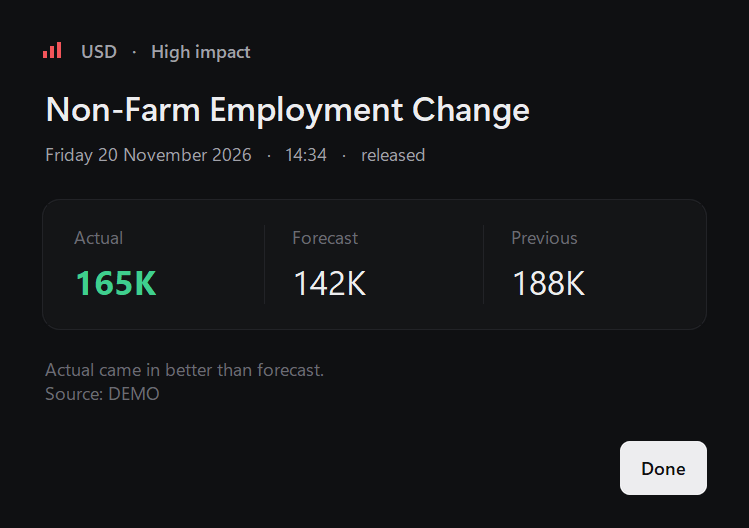 USD · High impact
Non-Farm Employment Change
Friday 20 November 2026 · 14:34 · released
Actual Forecast Previous
165K 142K 188K
Actual came in better than forecast.
Source: DEMO
Done